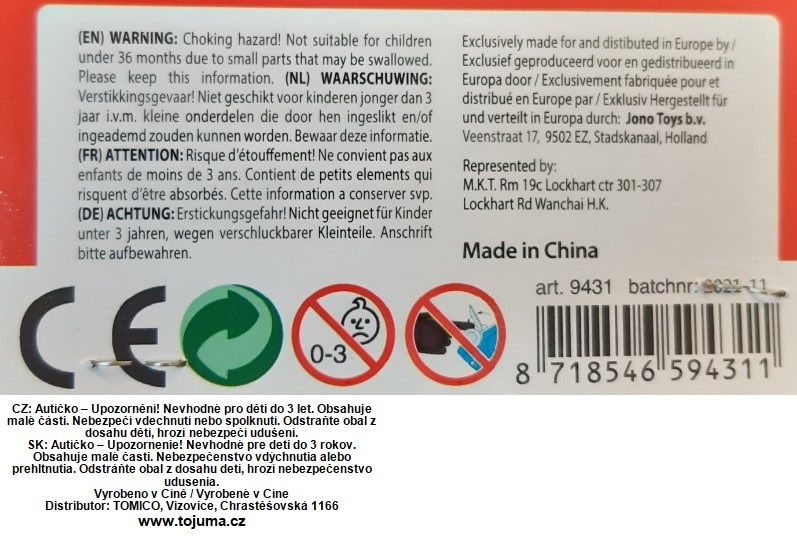 (EN) WARNING: Choking hazard! Not suitable for children
under 36 months due to small parts that may be swallowed.
Please keep this information. (NL) WAARSCHUWING:
Verstikkingsgevaar! Niet geschikt voor kinderen jonger dan 3
jaar i.v.m. kleine onderdelen die door hen ingeslikt en/of
ingeademd zouden kunnen worden. Bewaar deze informatie.
(FR) ATTENTION: Risque d'étouffement! Ne convient pas aux
enfants de moins de 3 ans. Contient de petits elements qui
risquent d'être absorbés. Cette information a conserver svp.
(DE) ACHTUNG: Erstickungsgefahr! Nicht geeignet für Kinder
unter 3 jahren, wegen verschluckbarer Kleinteile. Anschrift
bitte aufbewahren.
Exclusively made for and distibuted in Europe by /
Exclusief geproduceerd voor en gedistribueerd in
Europa door / Exclusivement fabriquée pour et
distribué en Europe par / Exklusiv Hergestellt für
und verteilt in Europa durch: Jono Toys b.v.
Veenstraat 17, 9502 EZ, Stadskanaal, Holland
Represented by:
M.K.T. Rm 19c Lockhart ctr 301-307
Lockhart Rd Wanchai H.K.
Made in China
CE
0-3
art. 9431 batchnr: 2021-11
8 718546 594311
CZ: Autíčko – Upozornění! Nevhodné pro děti do 3 let. Obsahuje
malé části. Nebezpečí vdechnutí nebo spolknutí. Odstraňte obal z
dosahu dětí, hrozí nebezpečí udušení.
SK: Autíčko – Upozornenie! Nevhodné pre deti do 3 rokov.
Obsahuje malé časti. Nebezpečenstvo vdýchnutia alebo
prehltnutia. Odstráňte obal z dosahu detí, hrozí nebezpečenstvo
udusenia.
Vyrobeno v Číně / Vyrobené v Číne
Distributor: TOMICO, Vizovice, Chrastěšovská 1166
www.tojuma.cz